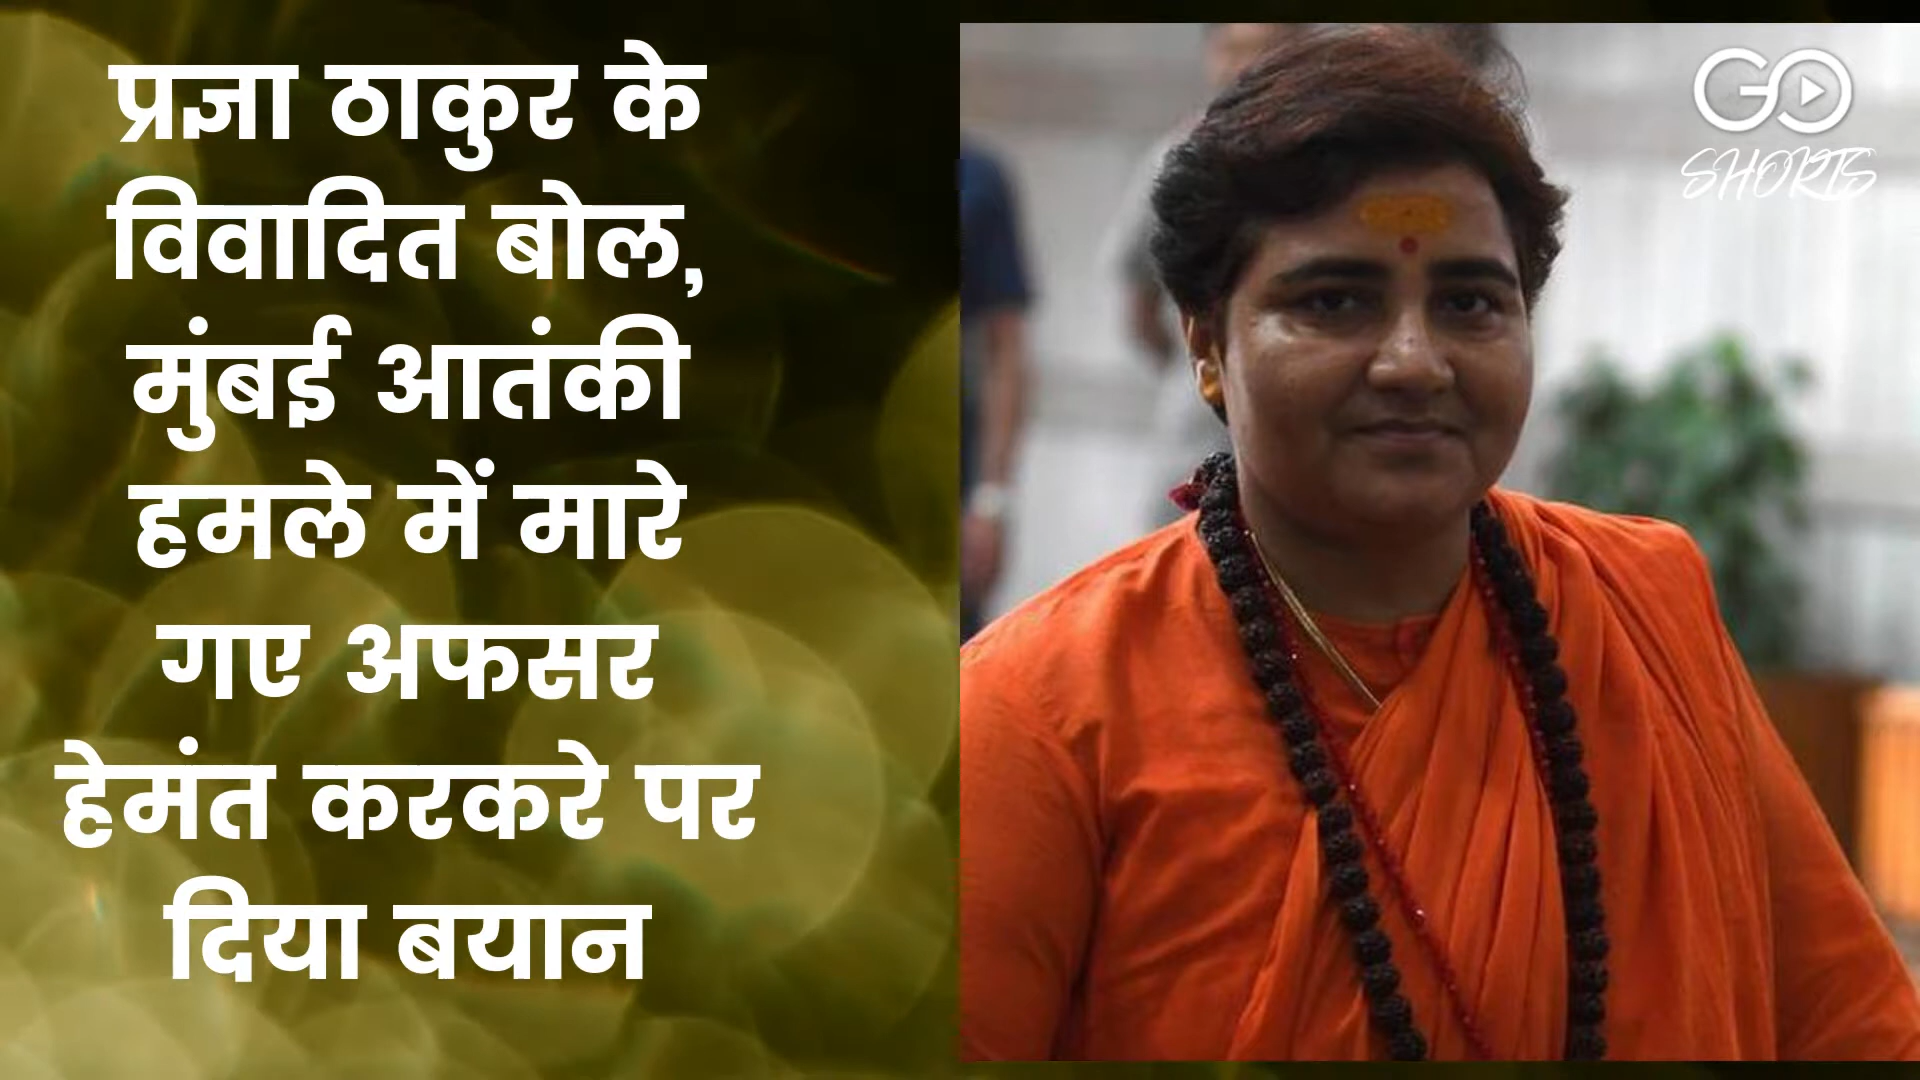 प्रज्ञा ठाकुर के
विवादित बोल,
मुंबई आतंकी
हमले में मारे
गए अफसर
हेमंत करकरे पर
दिया बयान
GO
SHORTS